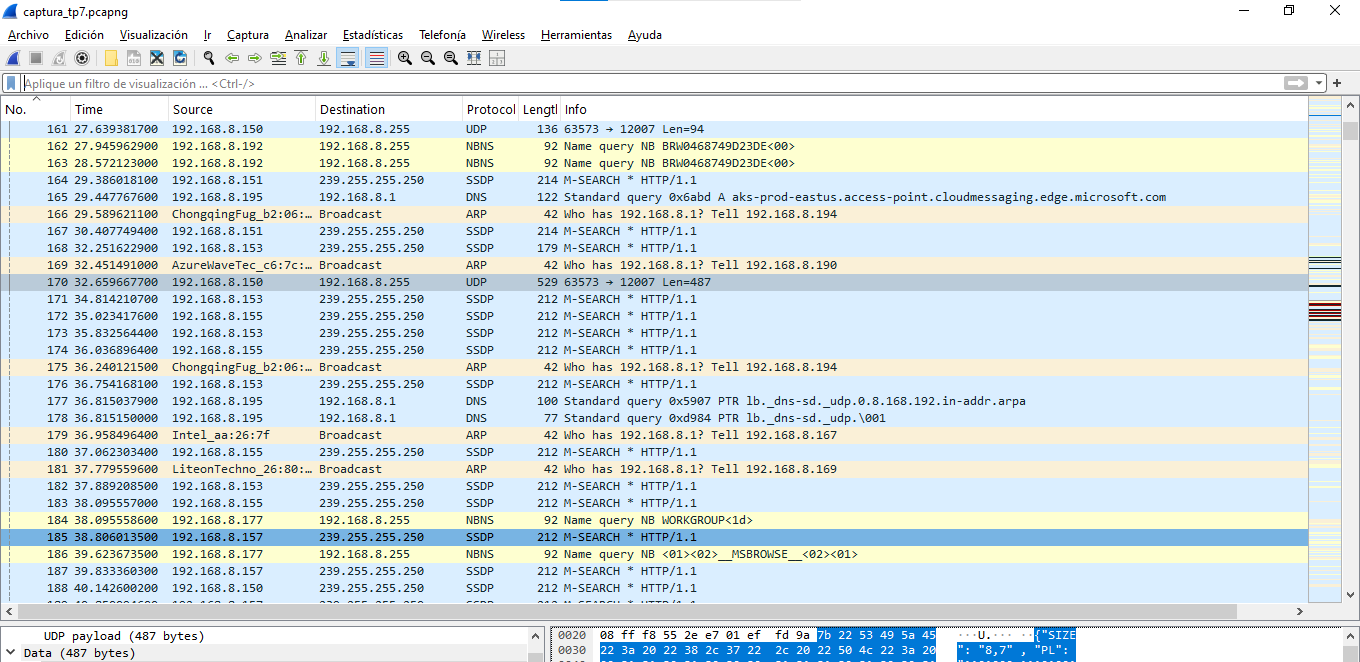 captura_tp7.pcapng
Archivo Edición Visualización Ir Captura Analizar Estadísticas Telefonía Wireless Herramientas Ayuda
Aplique un filtro de visualización ... <Ctrl-/>
No. Time Source Destination Protocol Lengtl Info
161 27.639381700 192.168.8.150 192.168.8.255 UDP 136 63573 → 12007 Len=94
162 27.945962900 192.168.8.192 192.168.8.255 NBNS 92 Name query NB BRW0468749D23DE<00>
163 28.572123000 192.168.8.192 192.168.8.255 NBNS 92 Name query NB BRW0468749D23DE<00>
164 29.386018100 192.168.8.151 239.255.255.250 SSDP 214 M-SEARCH * HTTP/1.1
165 29.447767600 192.168.8.195 192.168.8.1 DNS 122 Standard query 0x6abd A aks-prod-eastus.access-point.cloudmessaging.edge.microsoft.com
166 29.589621100 ChongqingFug_b2:06:… Broadcast ARP 42 Who has 192.168.8.1? Tell 192.168.8.194
167 30.407749400 192.168.8.151 239.255.255.250 SSDP 214 M-SEARCH * HTTP/1.1
168 32.251622900 192.168.8.153 239.255.255.250 SSDP 179 M-SEARCH * HTTP/1.1
169 32.451491000 AzureWaveTec_c6:7c:… Broadcast ARP 42 Who has 192.168.8.1? Tell 192.168.8.190
170 32.659667700 192.168.8.150 192.168.8.255 UDP 529 63573 → 12007 Len=487
171 34.814210700 192.168.8.153 239.255.255.250 SSDP 212 M-SEARCH * HTTP/1.1
172 35.023417600 192.168.8.155 239.255.255.250 SSDP 212 M-SEARCH * HTTP/1.1
173 35.832564400 192.168.8.153 239.255.255.250 SSDP 212 M-SEARCH * HTTP/1.1
174 36.036896400 192.168.8.155 239.255.255.250 SSDP 212 M-SEARCH * HTTP/1.1
175 36.240121500 ChongqingFug_b2:06:… Broadcast ARP 42 Who has 192.168.8.1? Tell 192.168.8.194
176 36.754168100 192.168.8.153 239.255.255.250 SSDP 212 M-SEARCH * HTTP/1.1
177 36.815037900 192.168.8.195 192.168.8.1 DNS 100 Standard query 0x5907 PTR lb._dns-sd._udp.0.8.168.192.in-addr.arpa
178 36.815150000 192.168.8.195 192.168.8.1 DNS 77 Standard query 0xd984 PTR lb._dns-sd._udp.\001
179 36.958496400 Intel_aa:26:7f Broadcast ARP 42 Who has 192.168.8.1? Tell 192.168.8.167
180 37.062303400 192.168.8.155 239.255.255.250 SSDP 212 M-SEARCH * HTTP/1.1
181 37.779559600 LiteonTechno_26:80:… Broadcast ARP 42 Who has 192.168.8.1? Tell 192.168.8.169
182 37.889208500 192.168.8.153 239.255.255.250 SSDP 212 M-SEARCH * HTTP/1.1
183 38.095557000 192.168.8.155 239.255.255.250 SSDP 212 M-SEARCH * HTTP/1.1
184 38.095558600 192.168.8.177 192.168.8.255 NBNS 92 Name query NB WORKGROUP<1d>
185 38.806013500 192.168.8.157 239.255.255.250 SSDP 212 M-SEARCH * HTTP/1.1
186 39.623673500 192.168.8.177 192.168.8.255 NBNS 92 Name query NB <01><02>__MSBROWSE__<02><01>
187 39.833360300 192.168.8.157 239.255.255.250 SSDP 212 M-SEARCH * HTTP/1.1
188 40.142600200 192.168.8.150 239.255.255.250 SSDP 212 M-SEARCH * HTTP/1.1
UDP payload (487 bytes)
Data (487 bytes)
0020 08 ff f8 55 2e e7 01 ef fd 9a 7b 22 53 49 5a 45 ···U.··· ··{"SIZE
0030 22 3a 20 22 38 2c 37 22 2c 20 22 50 4c 22 3a 20 ": "8,7" , "PL":